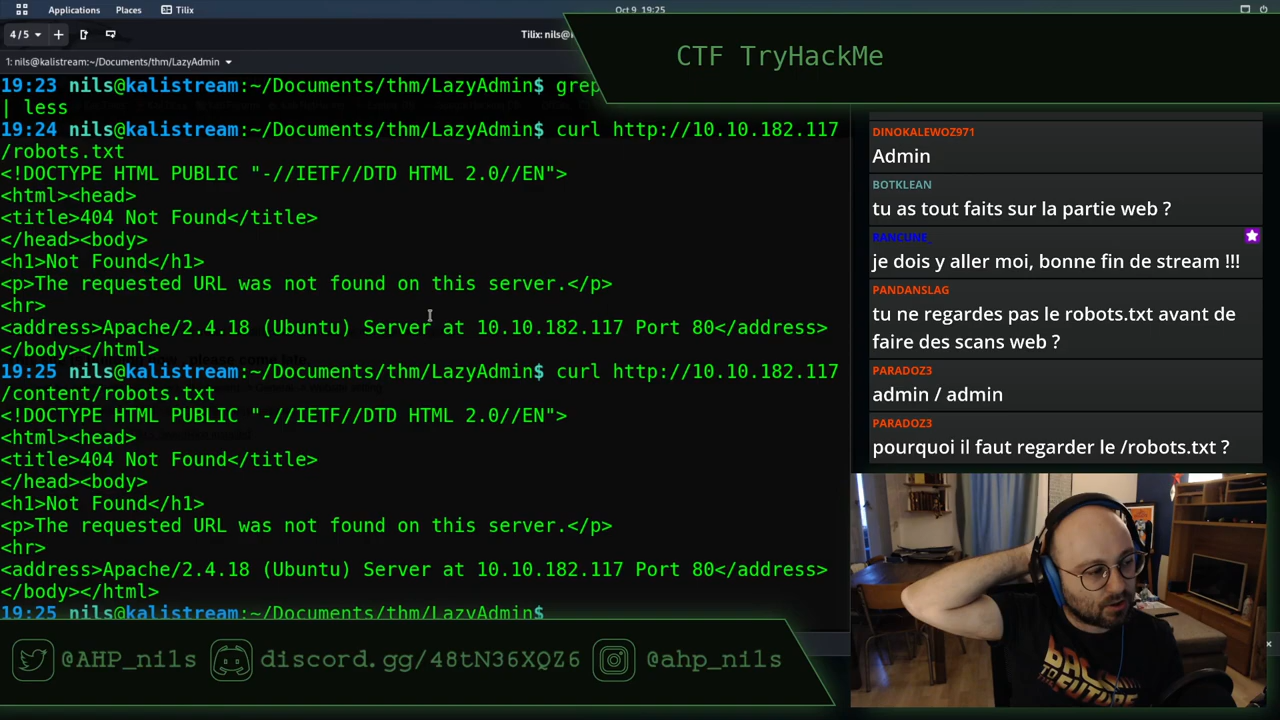 Applications Places Tilix
Oct 9 19:25
4/5
Tilix: nils@
CTF TryHackMe
1: nils@kalistream:~/Documents/thm/LazyAdmin
19:23 nils@kalistream:~/Documents/thm/LazyAdmin$ grep
| less
19:24 nils@kalistream:~/Documents/thm/LazyAdmin$ curl http://10.10.182.117
/robots.txt
<!DOCTYPE HTML PUBLIC "-//IETF//DTD HTML 2.0//EN">
<html><head>
<title>404 Not Found</title>
</head><body>
<h1>Not Found</h1>
<p>The requested URL was not found on this server.</p>
<hr>
<address>Apache/2.4.18 (Ubuntu) Server at 10.10.182.117 Port 80</address>
</body></html>
19:25 nils@kalistream:~/Documents/thm/LazyAdmin$ curl http://10.10.182.117
/content/robots.txt
<!DOCTYPE HTML PUBLIC "-//IETF//DTD HTML 2.0//EN">
<html><head>
<title>404 Not Found</title>
</head><body>
<h1>Not Found</h1>
<p>The requested URL was not found on this server.</p>
<hr>
<address>Apache/2.4.18 (Ubuntu) Server at 10.10.182.117 Port 80</address>
</body></html>
19:25 nils@kalistream:~/Documents/thm/LazyAdmin$
DINOKALEWOZ971
Admin
BOTKLEAN
tu as tout faits sur la partie web ?
RANCUNE_
je dois y aller moi, bonne fin de stream !!!
PANDANSLAG
tu ne regardes pas le robots.txt avant de
faire des scans web ?
PARADOZ3
admin / admin
PARADOZ3
pourquoi il faut regarder le /robots.txt ?
BACK
TO THE
FUTURE
@AHP_nils
discord.gg/48tN36XQZ6
@ahp_nils